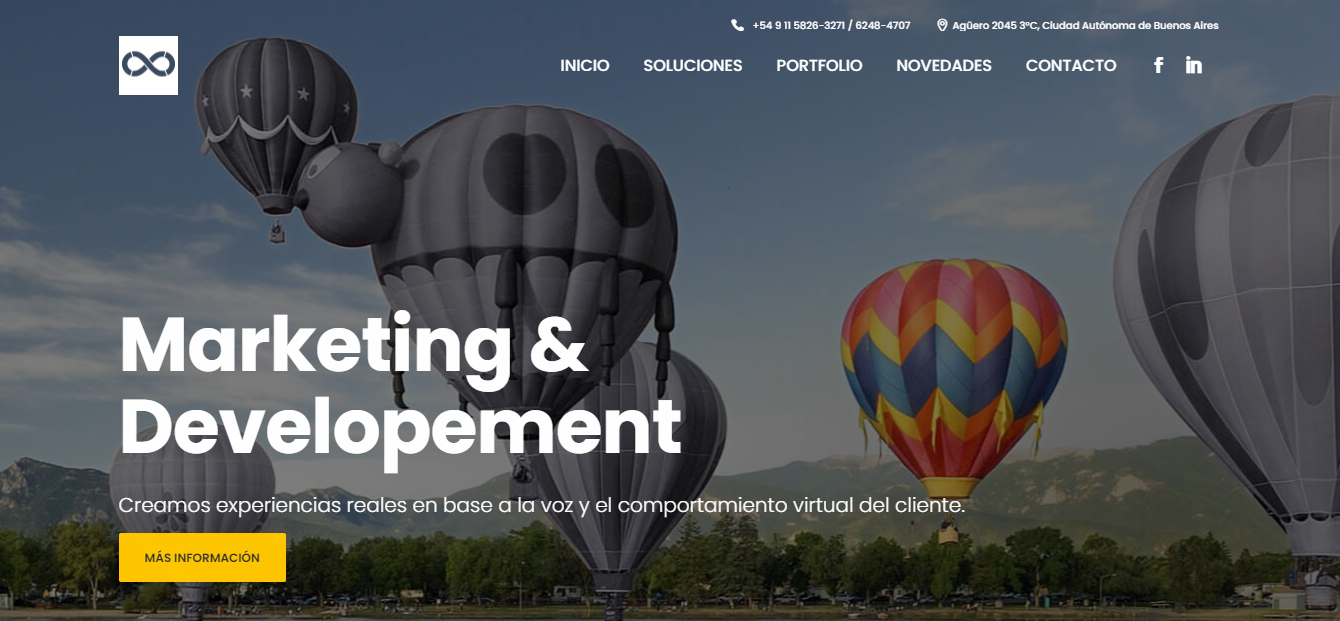 +54 9 11 5826-3271 / 6248-4707 Agüero 2045 3ºC, Ciudad Autónoma de Buenos Aires
INICIO SOLUCIONES PORTFOLIO NOVEDADES CONTACTO f in
Marketing &
Developement
Creamos experiencias reales en base a la voz y el comportamiento virtual del cliente.
MÁS INFORMACIÓN